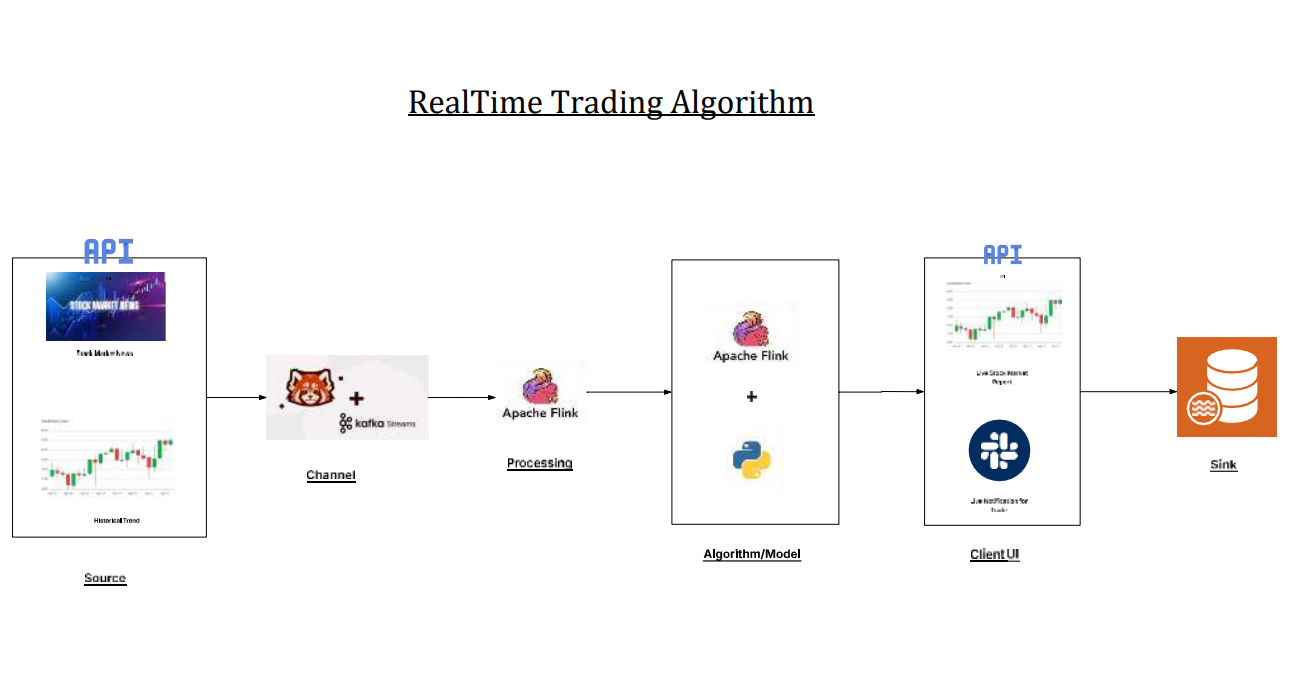 RealTime Trading Algorithm
API
STOCK MARKET NEWS
Stock Market News
Historical Trend
Source
kafka Streams
Channel
Apache Flink
Processing
Apache Flink
+
Algorithm/Model
API
Live Stock Market
Report
Live Notification for
Trade
Client UI
Sink